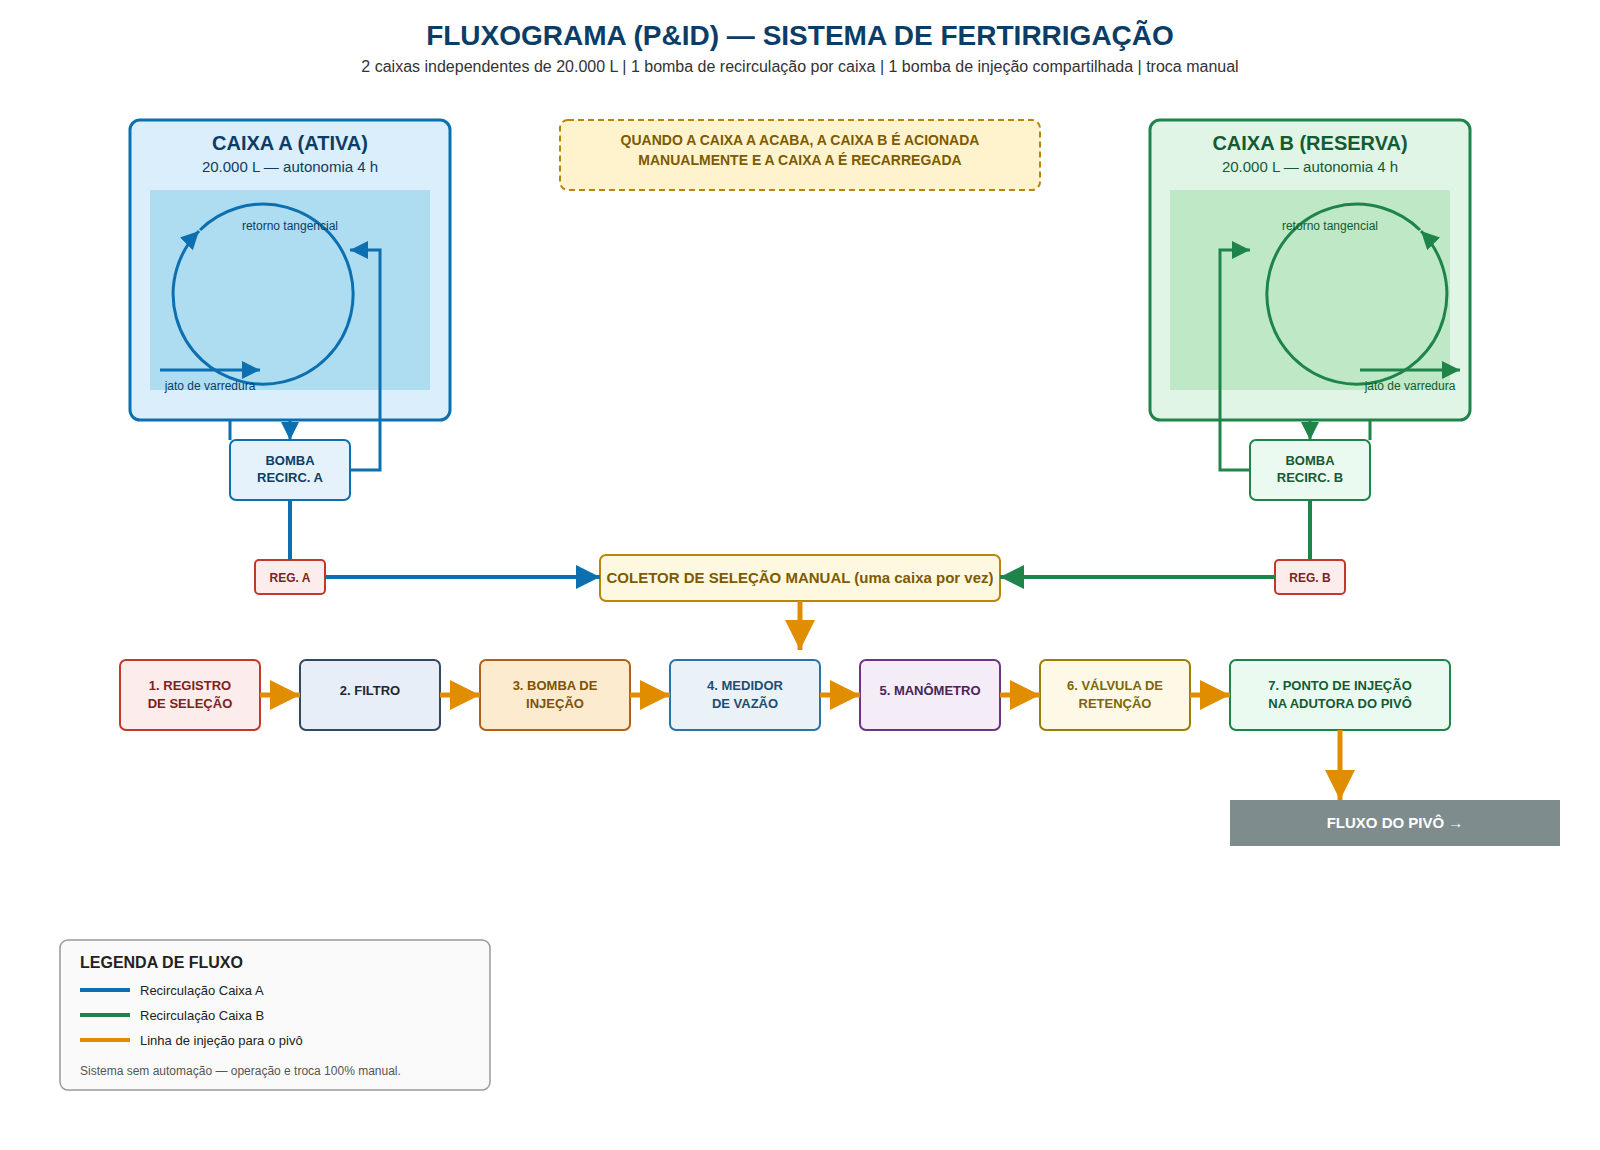 FLUXOGRAMA (P&ID) — SISTEMA DE FERTIRRIGAÇÃO
2 caixas independentes de 20.000 L | 1 bomba de recirculação por caixa | 1 bomba de injeção compartilhada | troca manual
CAIXA A (ATIVA)
20.000 L — autonomia 4 h
retorno tangencial
jato de varredura
QUANDO A CAIXA A ACABA, A CAIXA B É ACIONADA
MANUALMENTE E A CAIXA A É RECARREGADA
CAIXA B (RESERVA)
20.000 L — autonomia 4 h
retorno tangencial
jato de varredura
BOMBA
RECIRC. A
BOMBA
RECIRC. B
REG. A
COLETOR DE SELEÇÃO MANUAL (uma caixa por vez)
REG. B
1. REGISTRO
DE SELEÇÃO
2. FILTRO
3. BOMBA DE
INJEÇÃO
4. MEDIDOR
DE VAZÃO
5. MANÔMETRO
6. VÁLVULA DE
RETENÇÃO
7. PONTO DE INJEÇÃO
NA ADUTORA DO PIVÔ
FLUXO DO PIVÔ →
LEGENDA DE FLUXO
Recirculação Caixa A
Recirculação Caixa B
Linha de injeção para o pivô
Sistema sem automação — operação e troca 100% manual.